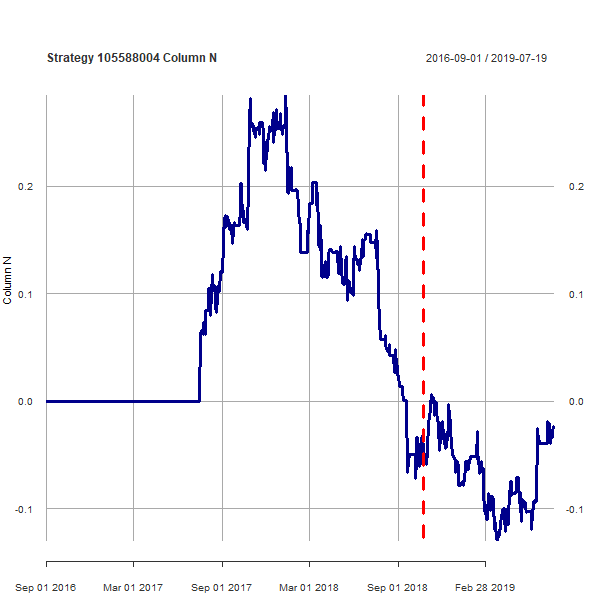 Strategy 105588004 Column N
2016-09-01 / 2019-07-19
0.2
0.2
Column N
0.1
0.1
0.0
0.0
-0.1
-0.1
Sep 01 2016
Mar 01 2017
Sep 01 2017
Mar 01 2018
Sep 01 2018
Feb 28 2019